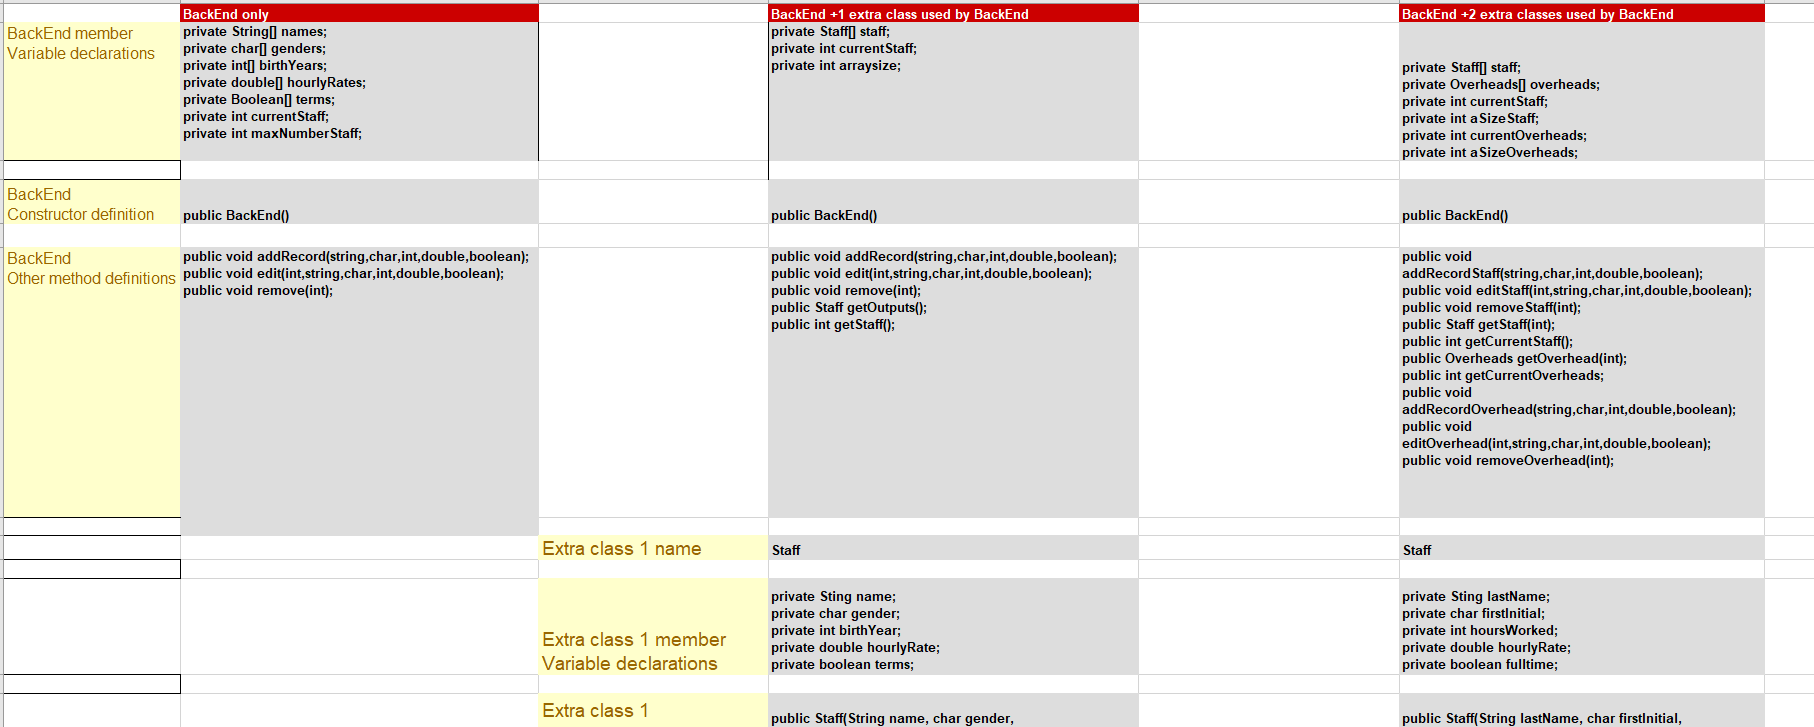 BackEnd only
BackEnd +1 extra class used by BackEnd
BackEnd +2 extra classes used by BackEnd
BackEnd member
Variable declarations
private String[] names;
private char[] genders;
private int[] birthYears;
private double[] hourlyRates;
private Boolean[] terms;
private int currentStaff;
private int maxNumberStaff;
private Staff[] staff;
private int currentStaff;
private int arraysize;
private Staff[] staff;
private Overheads[] overheads;
private int currentStaff;
private int aSizeStaff;
private int currentOverheads;
private int aSizeOverheads;
BackEnd
Constructor definition
public BackEnd()
public BackEnd()
public BackEnd()
BackEnd
Other method definitions
public void addRecord(string,char,int,double,boolean);
public void edit(int,string,char,int,double,boolean);
public void remove(int);
public void addRecord(string,char,int,double,boolean);
public void edit(int,string,char,int,double,boolean);
public void remove(int);
public Staff getOutputs();
public int getStaff();
public void
addRecordStaff(string,char,int,double,boolean);
public void editStaff(int,string,char,int,double,boolean);
public void removeStaff(int);
public Staff getStaff(int);
public int getCurrentStaff();
public Overheads getOverhead(int);
public int getCurrentOverheads;
public void
addRecordOverhead(string,char,int,double,boolean);
public void
editOverhead(int,string,char,int,double,boolean);
public void removeOverhead(int);
Extra class 1 name
Staff
Staff
Extra class 1 member
Variable declarations
private Sting name;
private char gender;
private int birthYear;
private double hourlyRate;
private boolean terms;
private Sting lastName;
private char firstInitial;
private int hoursWorked;
private double hourlyRate;
private boolean fulltime;
Extra class 1
public Staff(String name, char gender,
public Staff(String lastName, char firstInitial,